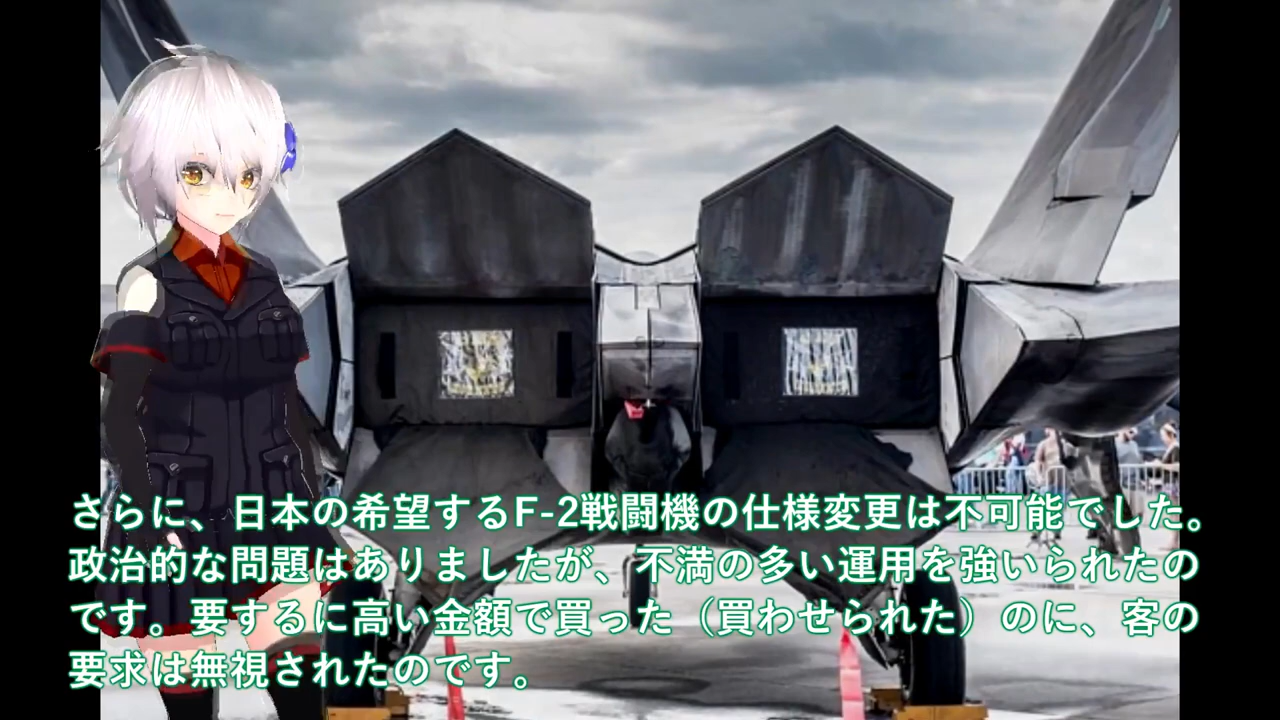 さらに、日本の希望するF-2戦闘機の仕様変更は不可能でした。
政治的な問題はありましたが、不満の多い運用を強いられたの
です。要するに高い金額で買った（買わせられた）のに、客の
要求は無視されたのです。